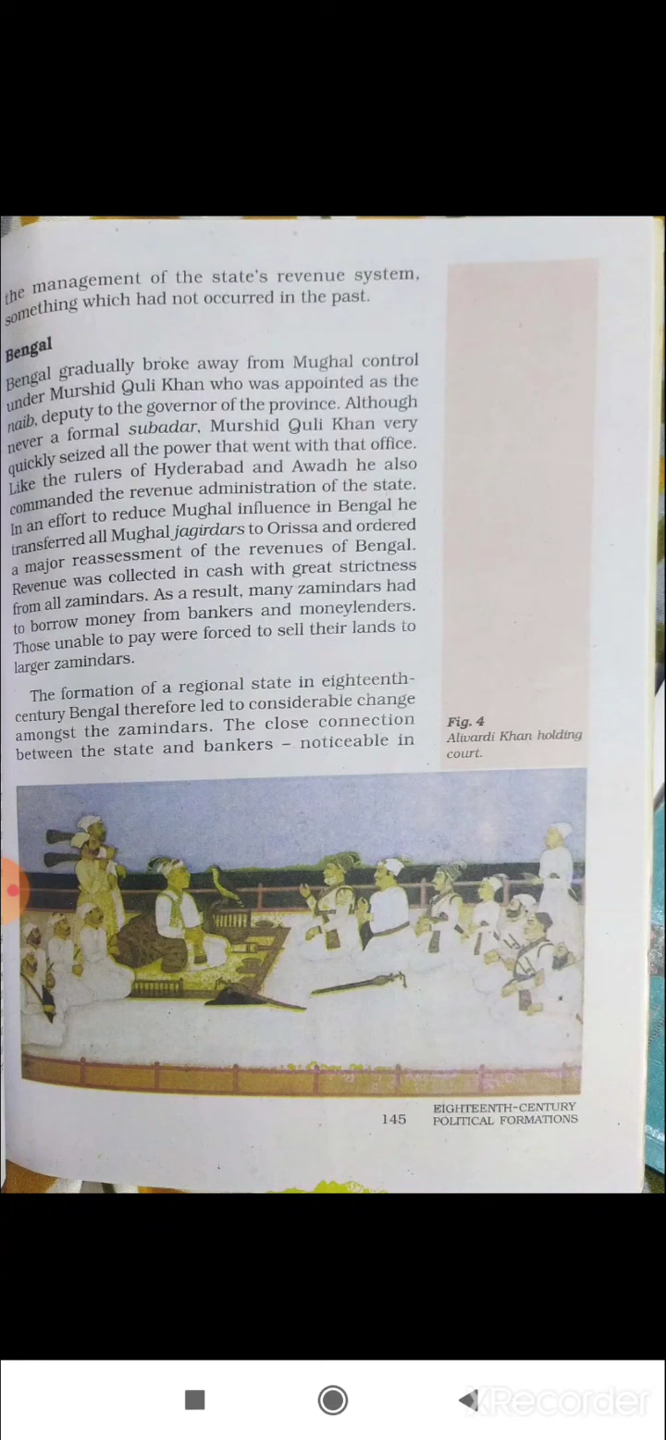 the management of the state's revenue system,
something which had not occurred in the past.
Bengal
Bengal gradually broke away from Mughal control
under Murshid Quli Khan who was appointed as the
naib, deputy to the governor of the province. Although
never a formal subadar, Murshid Quli Khan very
quickly seized all the power that went with that office.
Like the rulers of Hyderabad and Awadh he also
commanded the revenue administration of the state.
In an effort to reduce Mughal influence in Bengal he
transferred all Mughal jagirdars to Orissa and ordered
a major reassessment of the revenues of Bengal.
Revenue was collected in cash with great strictness
from all zamindars. As a result, many zamindars had
to borrow money from bankers and moneylenders.
Those unable to pay were forced to sell their lands to
larger zamindars.
The formation of a regional state in eighteenth-
century Bengal therefore led to considerable change
amongst the zamindars. The close connection
between the state and bankers – noticeable in
Fig. 4
Alivardi Khan holding
court.
145
EIGHTEENTH-CENTURY
POLITICAL FORMATIONS
XRecorder